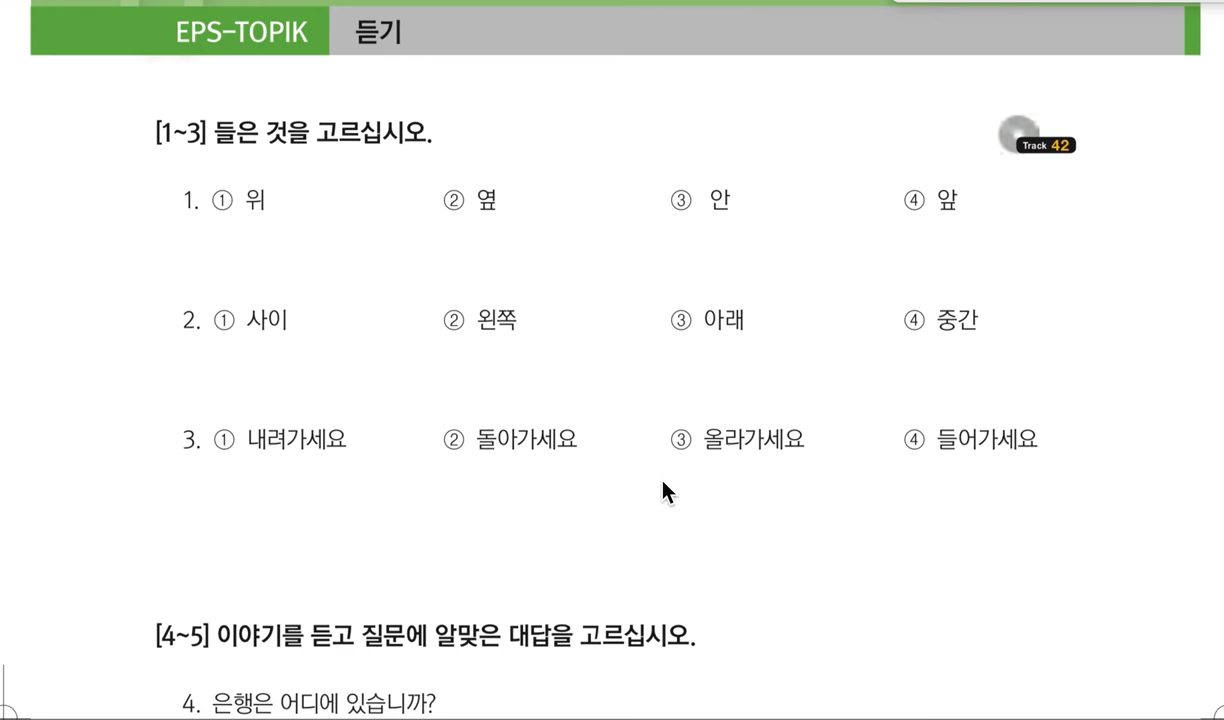 EPS-TOPIK 듣기
[1~3] 들은 것을 고르십시오.
Track 42
1. ① 위 ② 옆 ③ 안 ④ 앞
2. ① 사이 ② 왼쪽 ③ 아래 ④ 중간
3. ① 내려가세요 ② 돌아가세요 ③ 올라가세요 ④ 들어가세요
[4~5] 이야기를 듣고 질문에 알맞은 대답을 고르십시오.
4. 은행은 어디에 있습니까?